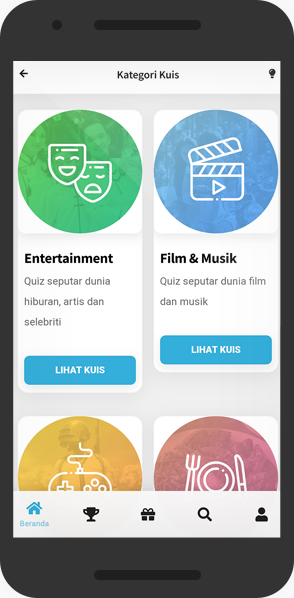 Kategori Kuis
Entertainment
Quiz seputar dunia
hiburan, artis dan
selebriti
LIHAT KUIS
Film & Musik
Quiz seputar dunia film
dan musik
LIHAT KUIS
Beranda